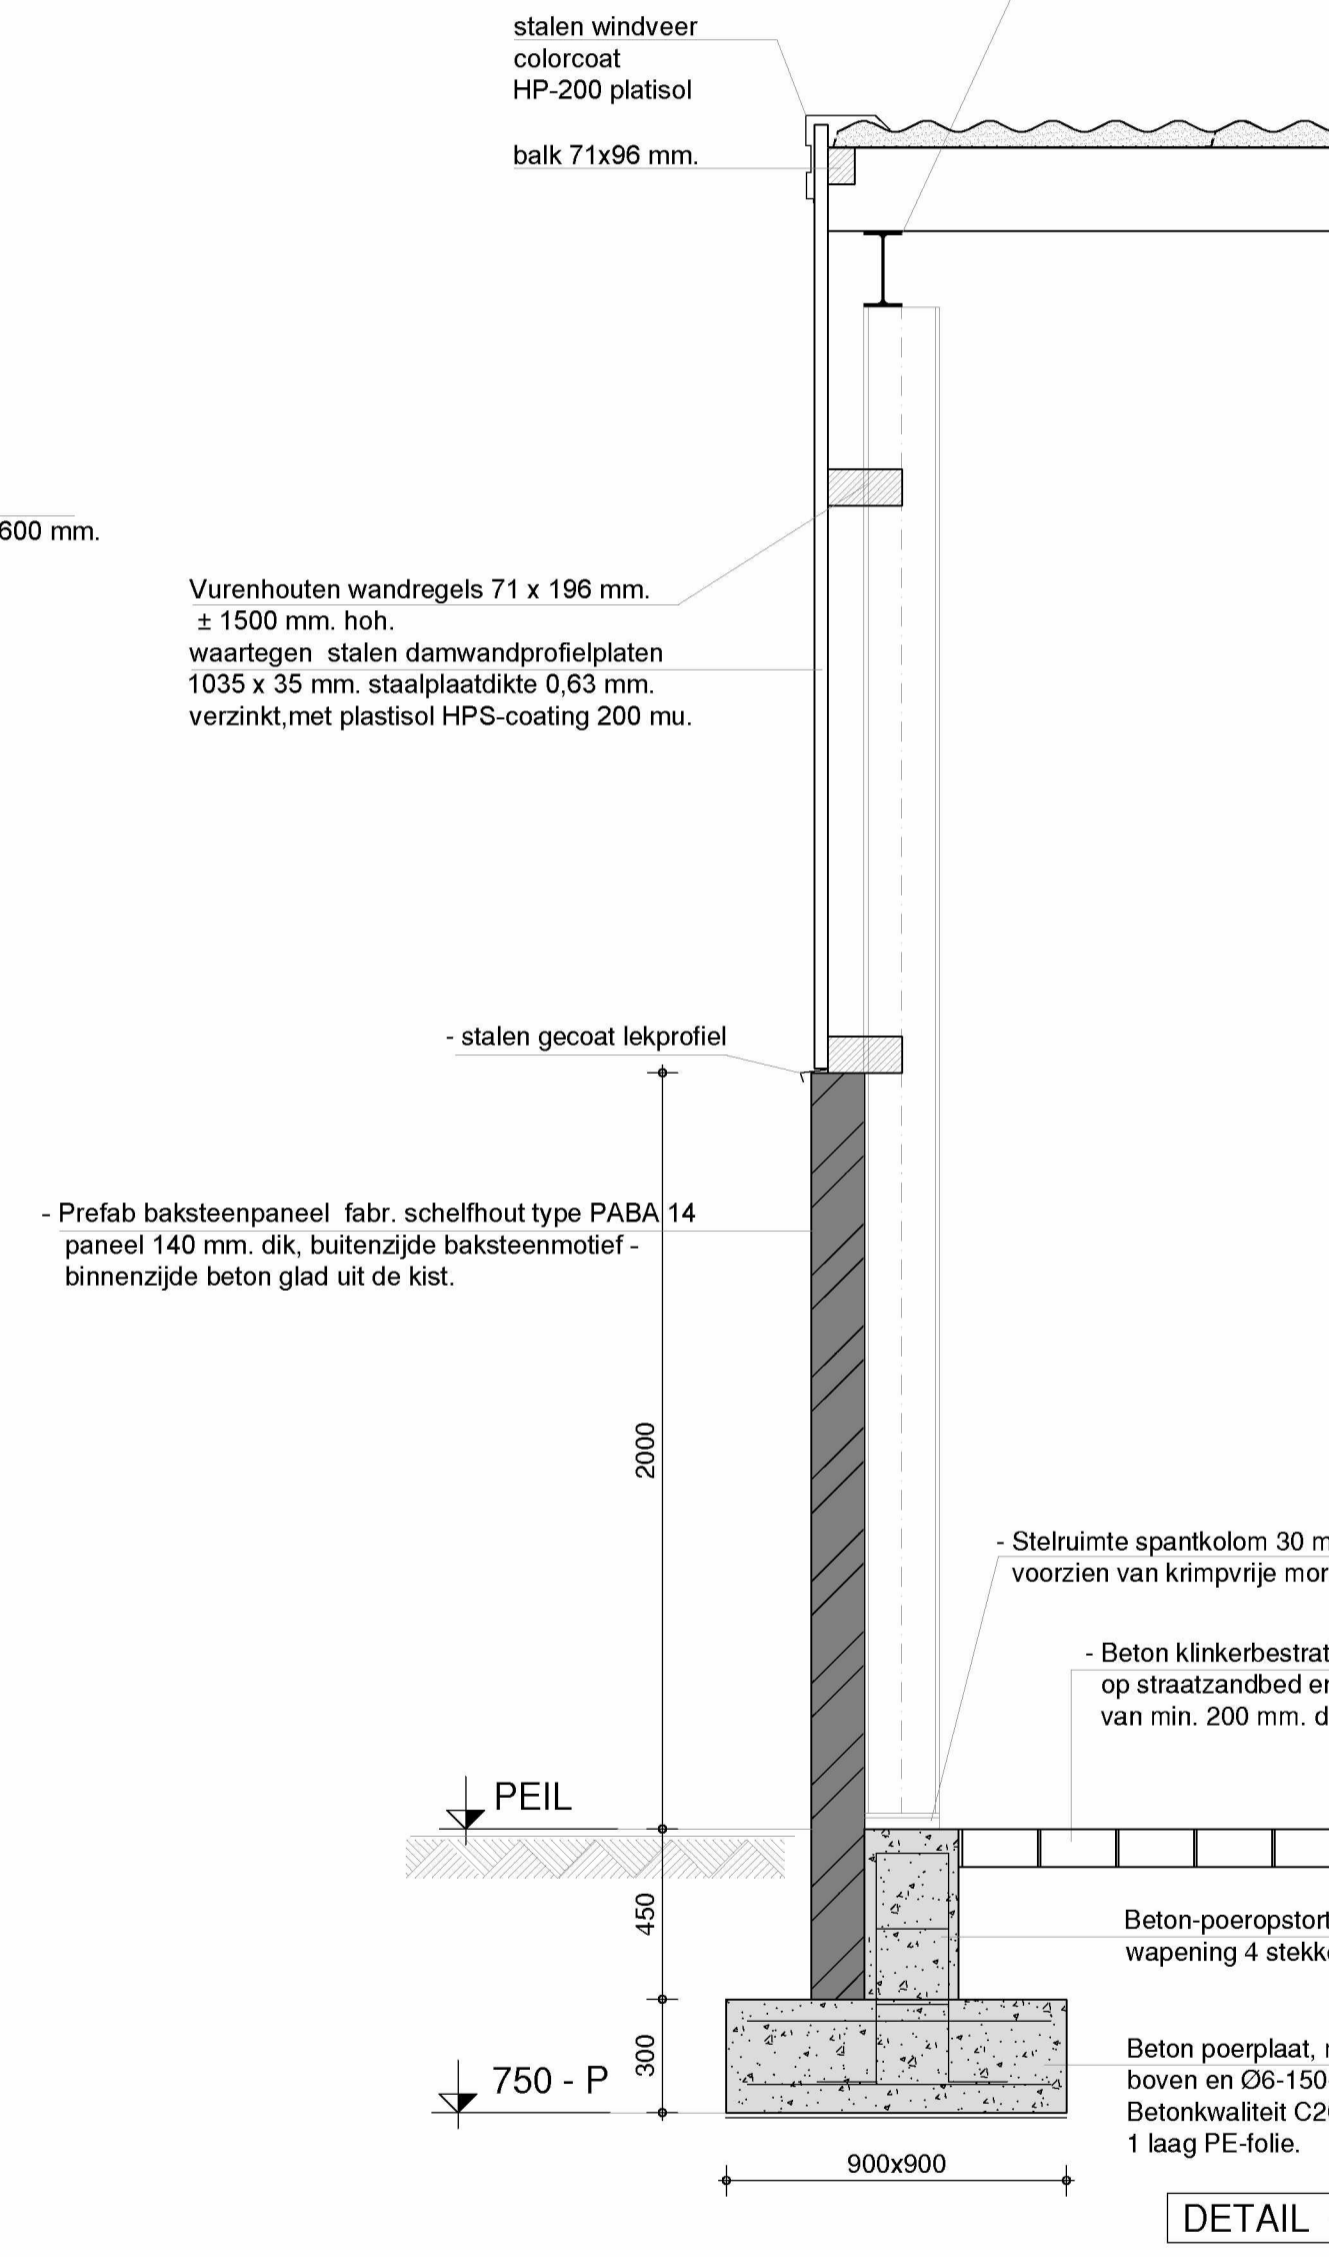 stalen windveer
colorcoat
HP-200 platisol
balk 71x96 mm.
600 mm.
Vurenhouten wandregels 71 x 196 mm.
± 1500 mm. hoh.
waartegen stalen damwandprofielplaten
1035 x 35 mm. staalplaatdikte 0,63 mm.
verzinkt,met plastisol HPS-coating 200 mu.
- stalen gecoat lekprofiel
- Prefab baksteenpaneel fabr. schelfhout type PABA 14
paneel 140 mm. dik, buitenzijde baksteenmotief -
binnenzijde beton glad uit de kist.
2000
- Stelruimte spantkolom 30 m
voorzien van krimpvrije mor
- Beton klinkerbestrat
op straatzandbed en
van min. 200 mm. d
PEIL
450
Beton-poeropstort
wapening 4 stekke
300
750 - P
Beton poerplaat,
boven en Ø6-150-
Betonkwaliteit C20
1 laag PE-folie.
900x900
DETAIL